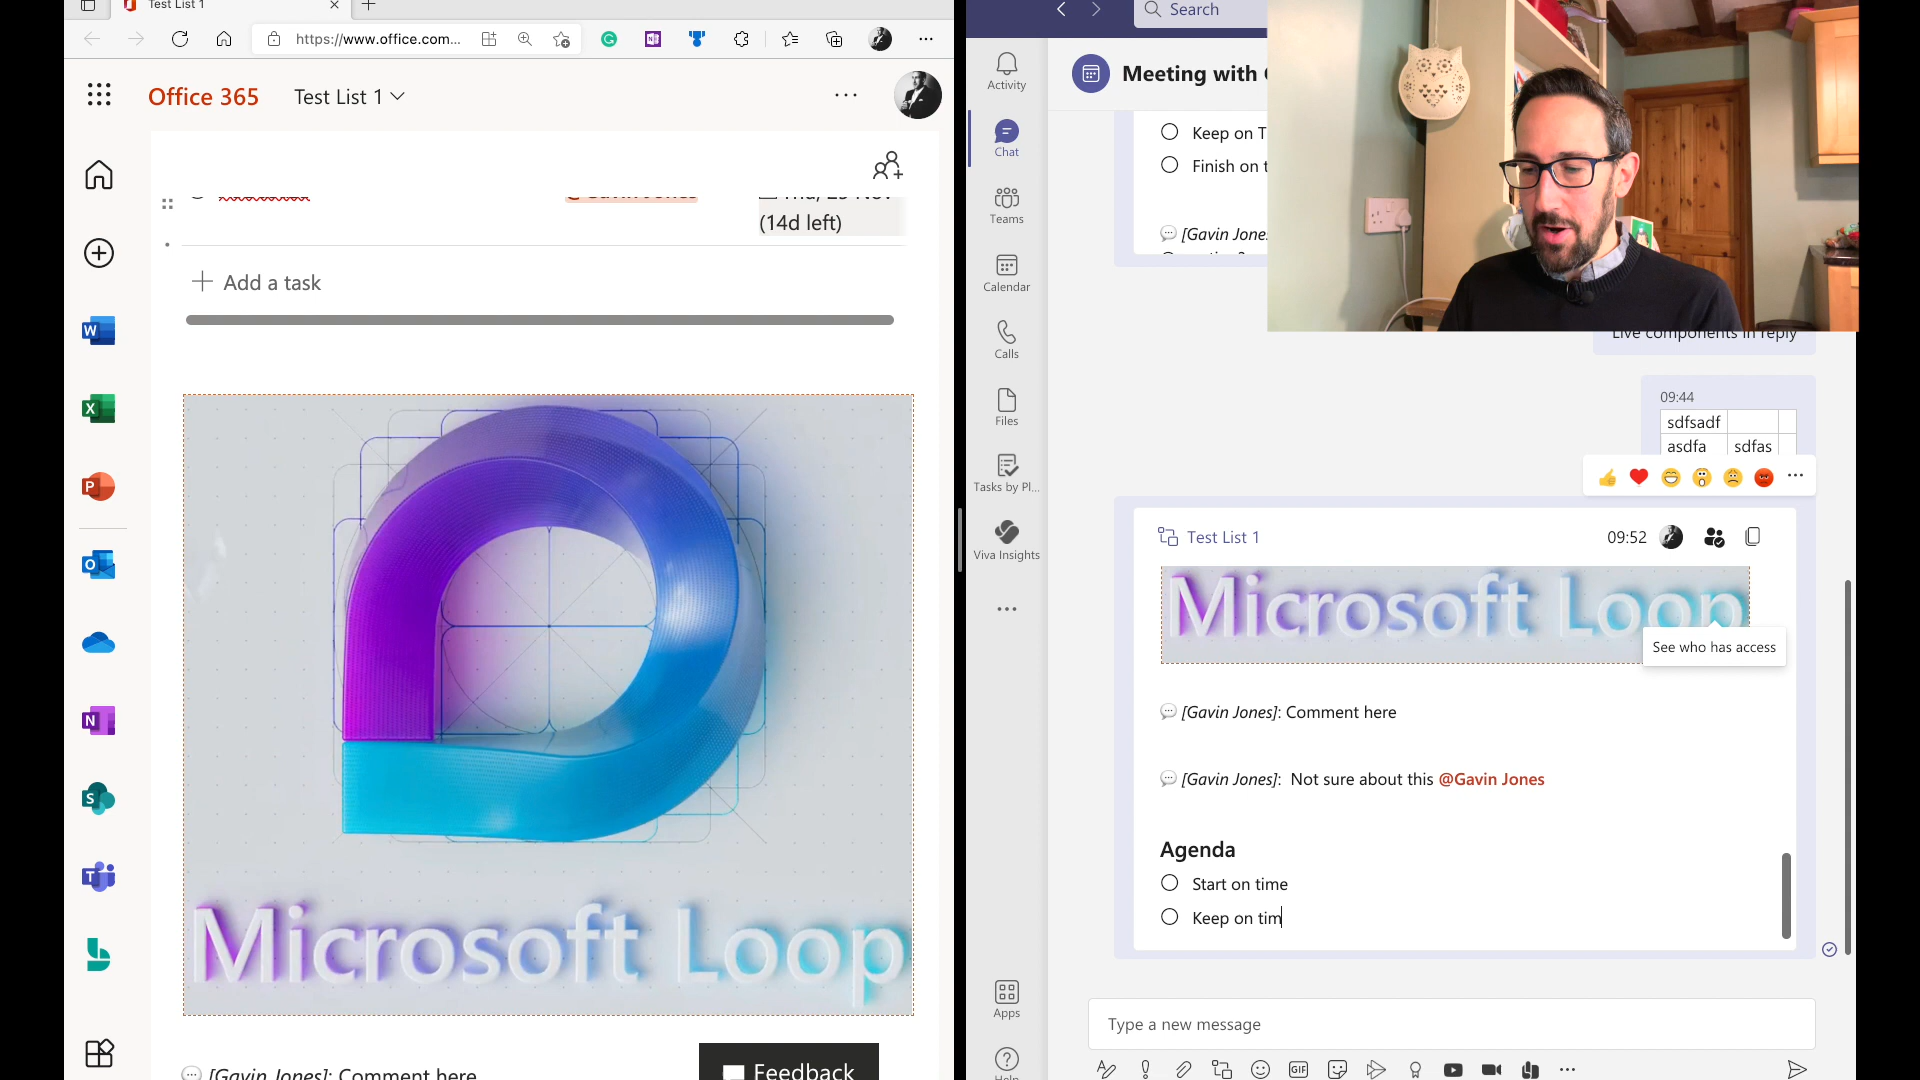 Test List 1
https://www.office.com...
Office 365
Test List 1
(14d left)
Add a task
Microsoft Loop
[Gavin Jones]: Comment here
Feedback
Search
Activity
Chat
Teams
Calendar
Calls
Files
Tasks by Pl...
Viva Insights
Apps
Help
Meeting with
Keep on T
Finish on t
[Gavin Jones
Live components in reply
09:44
sdfsadf
asdfa sdfas
Test List 1
09:52
Microsoft Loop
See who has access
[Gavin Jones]: Comment here
[Gavin Jones]: Not sure about this @Gavin Jones
Agenda
Start on time
Keep on tim
Type a new message
GIF